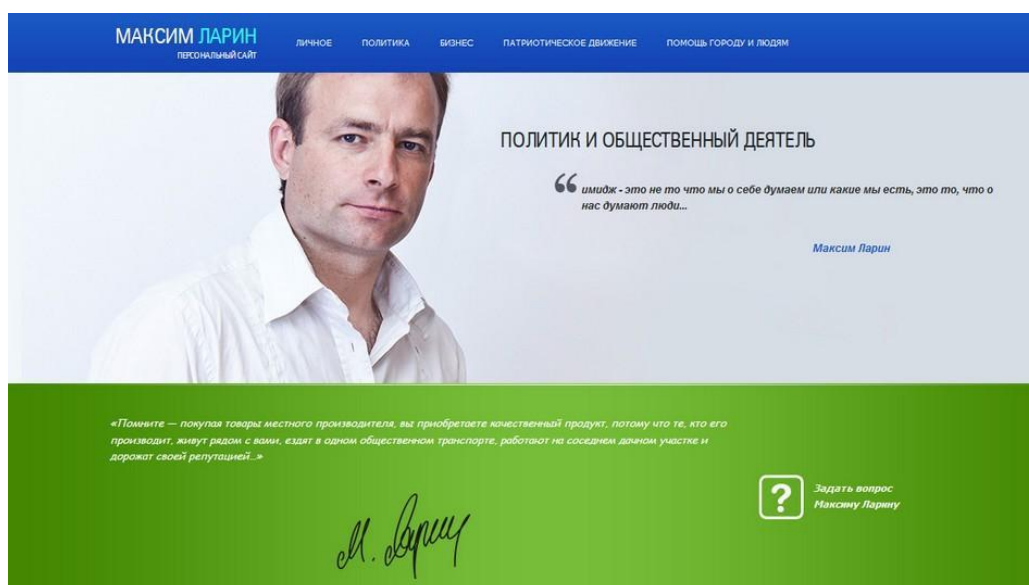 МАКСИМ ЛАРИН
ПЕРСОНАЛЬНЫЙ САЙТ
ЛИЧНОЕ ПОЛИТИКА БИЗНЕС ПАТРИОТИЧЕСКОЕ ДВИЖЕНИЕ ПОМОЩЬ ГОРОДУ И ЛЮДЯМ
ПОЛИТИК И ОБЩЕСТВЕННЫЙ ДЕЯТЕЛЬ
“ имидж - это не то что мы о себе думаем или какие мы есть, это то, что о
нас думают люди...
Максим Ларин
«Помните — покупая товары местного производителя, вы приобретаете качественный продукт, потому что те, кто его
производит, живут рядом с вами, ездят в одном общественном транспорте, работают на соседнем дачном участке и
дорожат своей репутацией...»
М. Ларин
?
Задать вопрос
Максиму Ларину